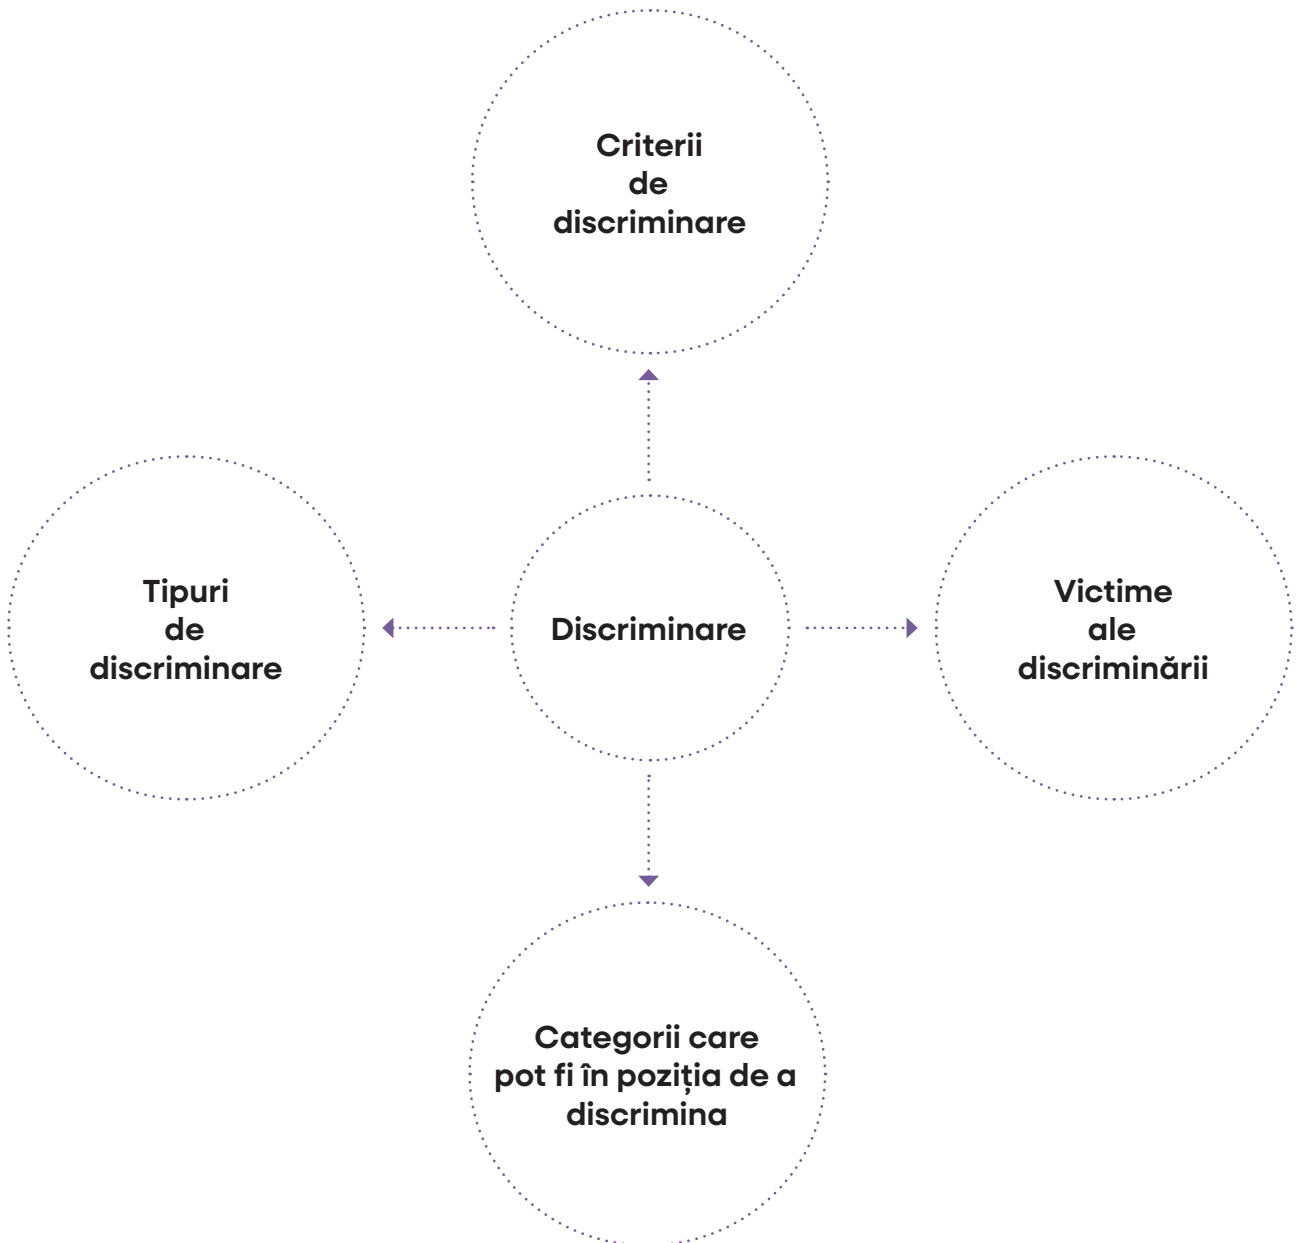 Criterii
de
discriminare
Tipuri
de
discriminare
Discriminare
Victime
ale
discriminării
Categorii care
pot fi în poziția de a
discrimina